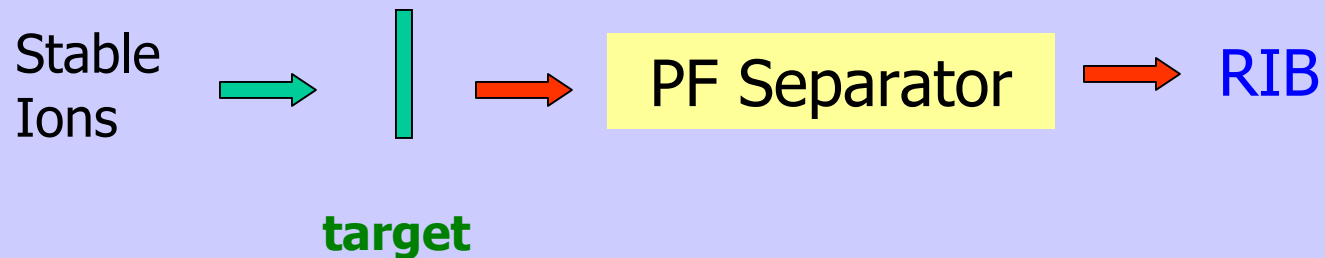 Stable
Ions
PF Separator
RIB
target